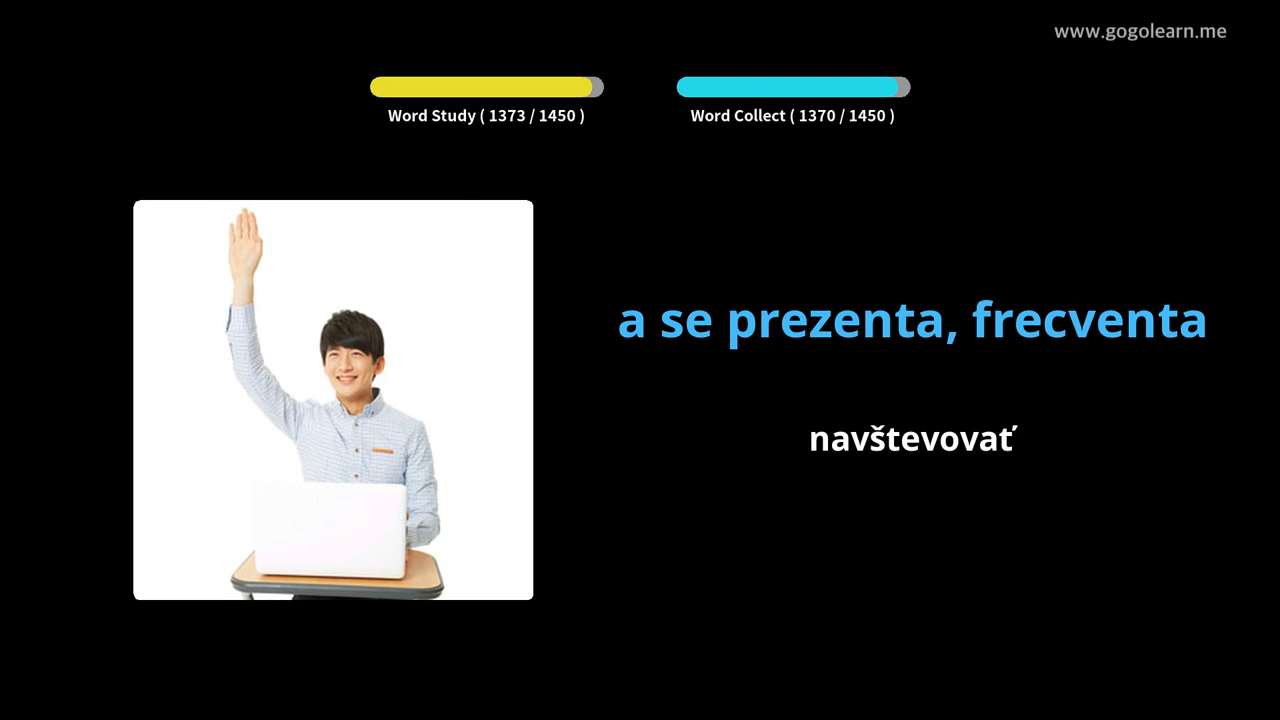 www.gogolearn.me
Word Study ( 1373 / 1450 )
Word Collect ( 1370 / 1450 )
a se prezenta, frecventa
navštevovať